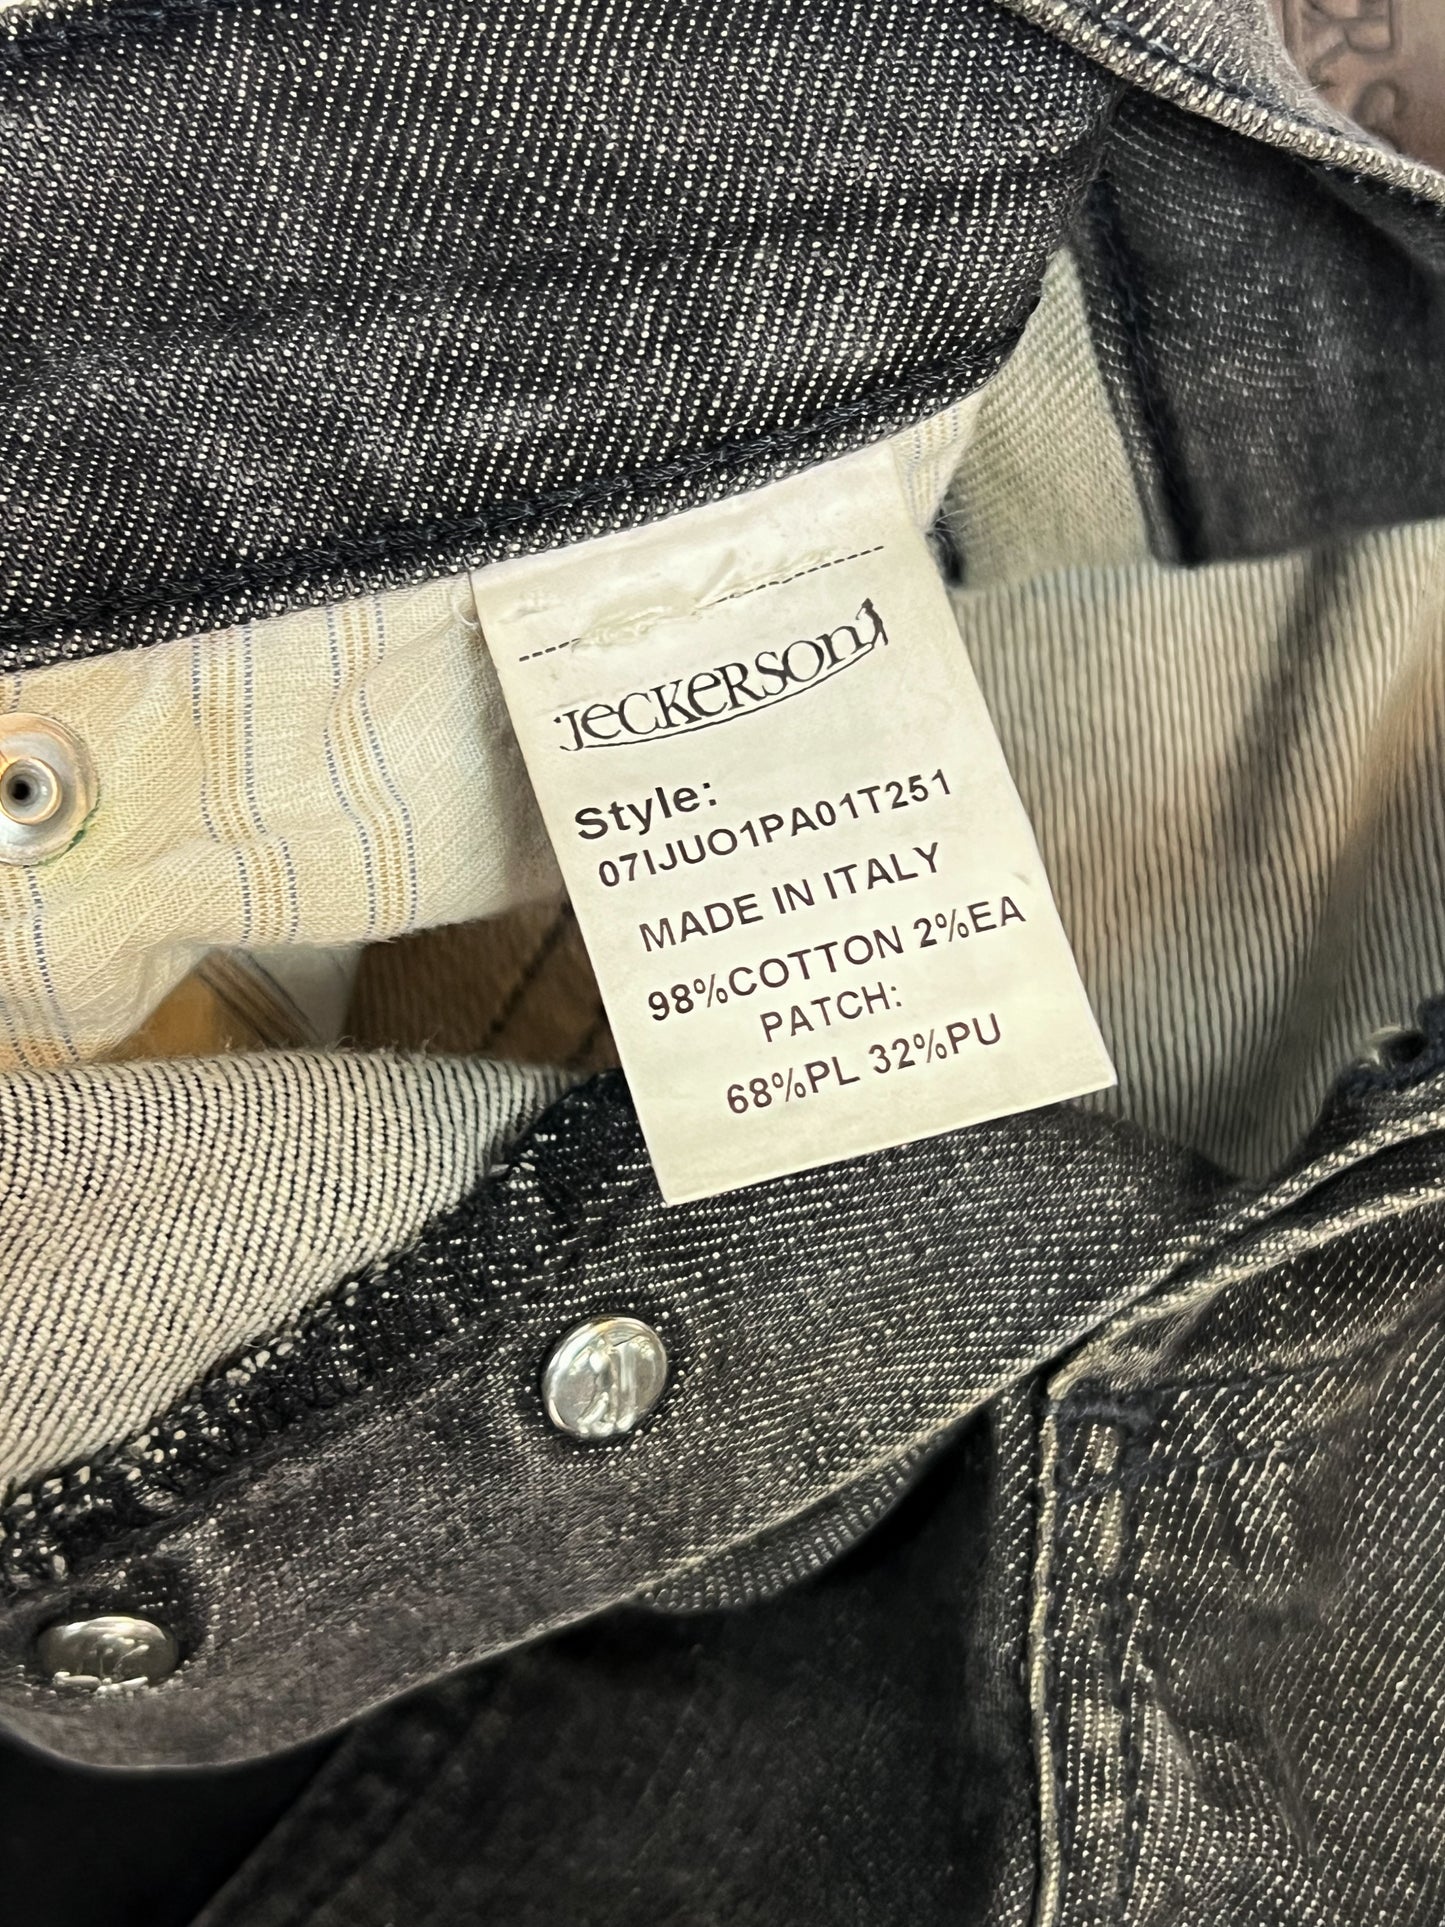 JECKERSON
Style:
07IJUO1PA01T251
MADE IN ITALY
98%COTTON 2%EA
PATCH:
68%PL 32%PU